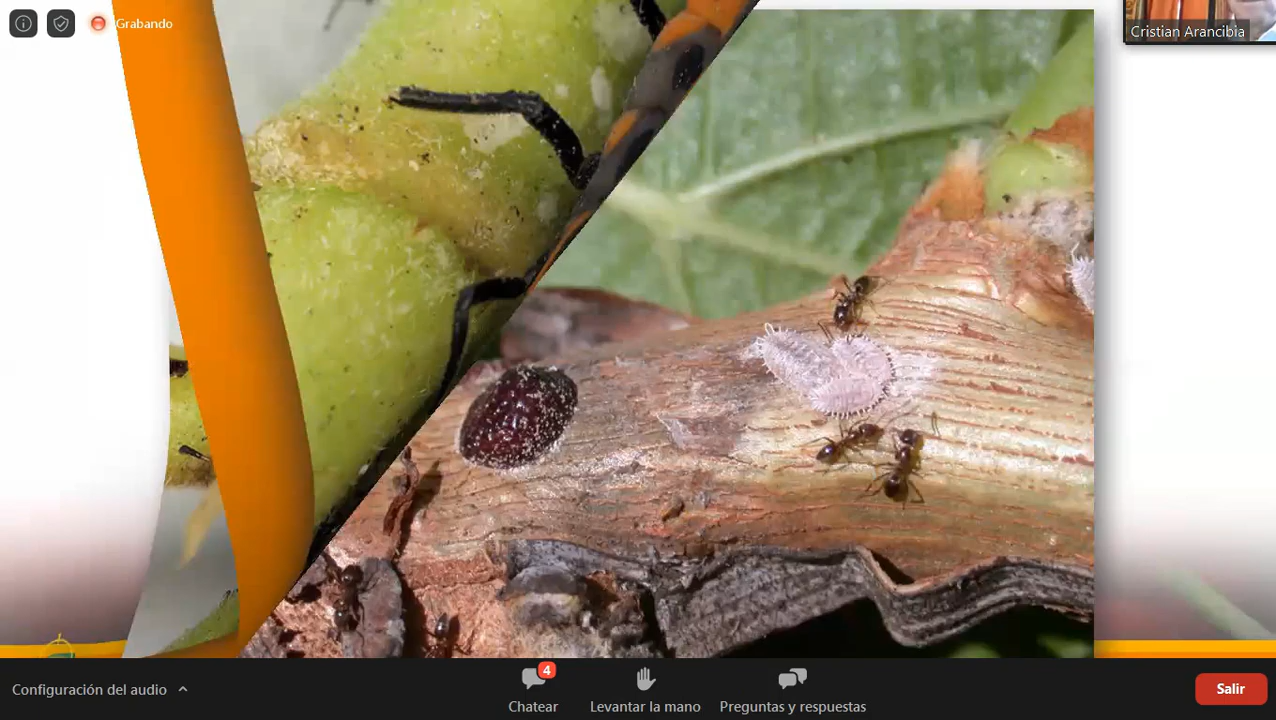 Grabando
Cristian Arancibia
Configuración del audio
4
Chatear
Levantar la mano
Preguntas y respuestas
Salir